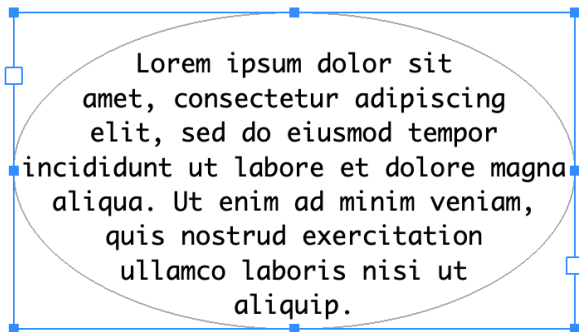 Lorem ipsum dolor sit
amet, consectetur adipiscing
elit, sed do eiusmod tempor
incididunt ut labore et dolore magna
aliqua. Ut enim ad minim veniam,
quis nostrud exercitation
ullamco laboris nisi ut
aliquip.